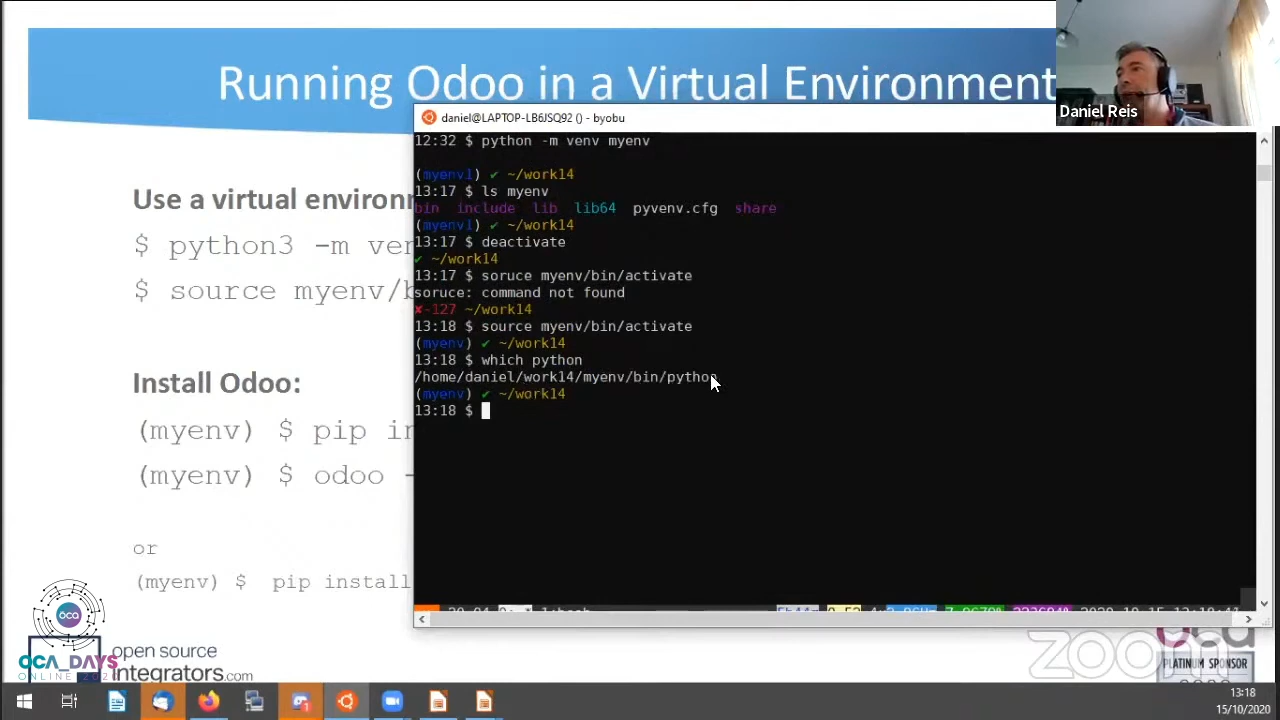 Running Odoo in a Virtual Environment
Daniel Reis
daniel@LAPTOP-LB6JSQ92 () - byobu
Use a virtual environ
$ python3 -m ven
$ source myenv/b
Install Odoo:
(myenv) $ pip in
(myenv) $ odoo -
or
(myenv) $ pip install
12:32 $ python -m venv myenv
(myenv1) ✔ ~/work14
13:17 $ ls myenv
bin include lib lib64 pyvenv.cfg share
(myenv1) ✔ ~/work14
13:17 $ deactivate
✔ ~/work14
13:17 $ soruce myenv/bin/activate
soruce: command not found
✘-127 ~/work14
13:18 $ source myenv/bin/activate
(myenv) ✔ ~/work14
13:18 $ which python
/home/daniel/work14/myenv/bin/python
(myenv) ✔ ~/work14
13:18 $
oca
OCA_DAYS
open source
integrators.com
zoom
PLATINUM SPONSOR
13:18
15/10/2020